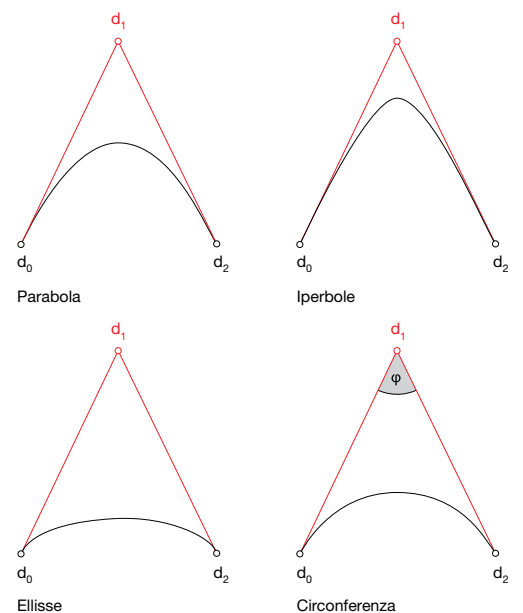 d₁ d₁
d₀ d₂ d₀ d₂
Parabola Iperbole
d₁ d₁
φ
d₀ d₂ d₀ d₂
Ellisse Circonferenza